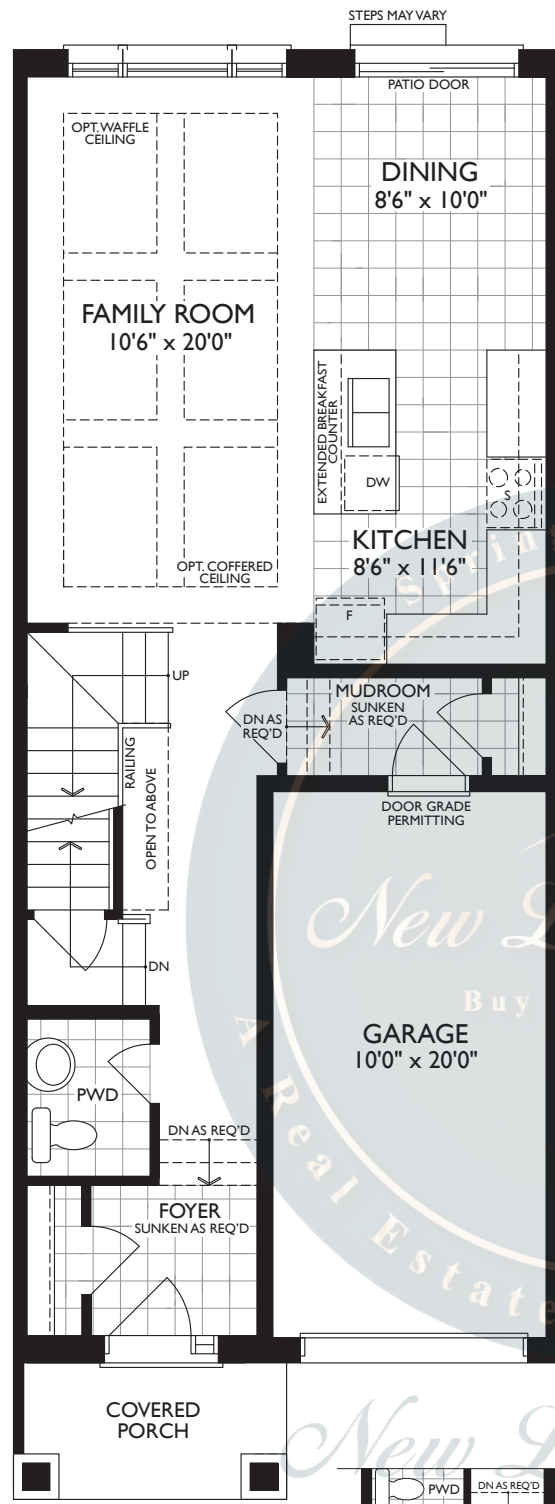 STEPS MAY VARY
PATIO DOOR
OPT. WAFFLE
CEILING
DINING
8'6" x 10'0"
FAMILY ROOM
10'6" x 20'0"
EXTENDED BREAKFAST
COUNTER
DW
S
KITCHEN
8'6" x 11'6"
OPT. COFFERED
CEILING
F
UP
MUDROOM
SUNKEN
AS REQ'D
DN AS
REQ'D
RAILING
OPEN TO ABOVE
DOOR GRADE
PERMITTING
DN
GARAGE
10'0" x 20'0"
PWD
DN AS REQ'D
FOYER
SUNKEN AS REQ'D
COVERED
PORCH
PWD
DN AS REQ'D
Spring
New
Buy
A Real Estate
New